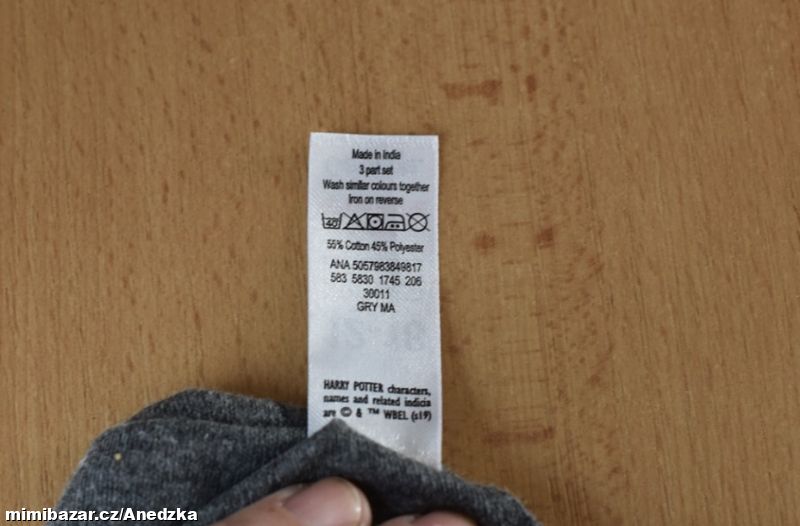 Made in India
3 part set
Wash similar colours together
Iron on reverse
40
55% Cotton 45% Polyester
ANA 5057983849817
583 5830 1745 206
30011
GRY MA
HARRY POTTER characters,
names and related indicia
are © & ™ WBEI. (s19)
mimibazar.cz/Anedzka